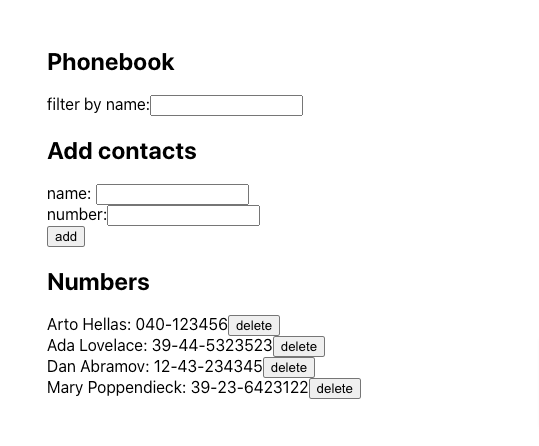 Phonebook
filter by name:
Add contacts
name:
number:
add
Numbers
Arto Hellas: 040-123456 delete
Ada Lovelace: 39-44-5323523 delete
Dan Abramov: 12-43-234345 delete
Mary Poppendieck: 39-23-6423122 delete